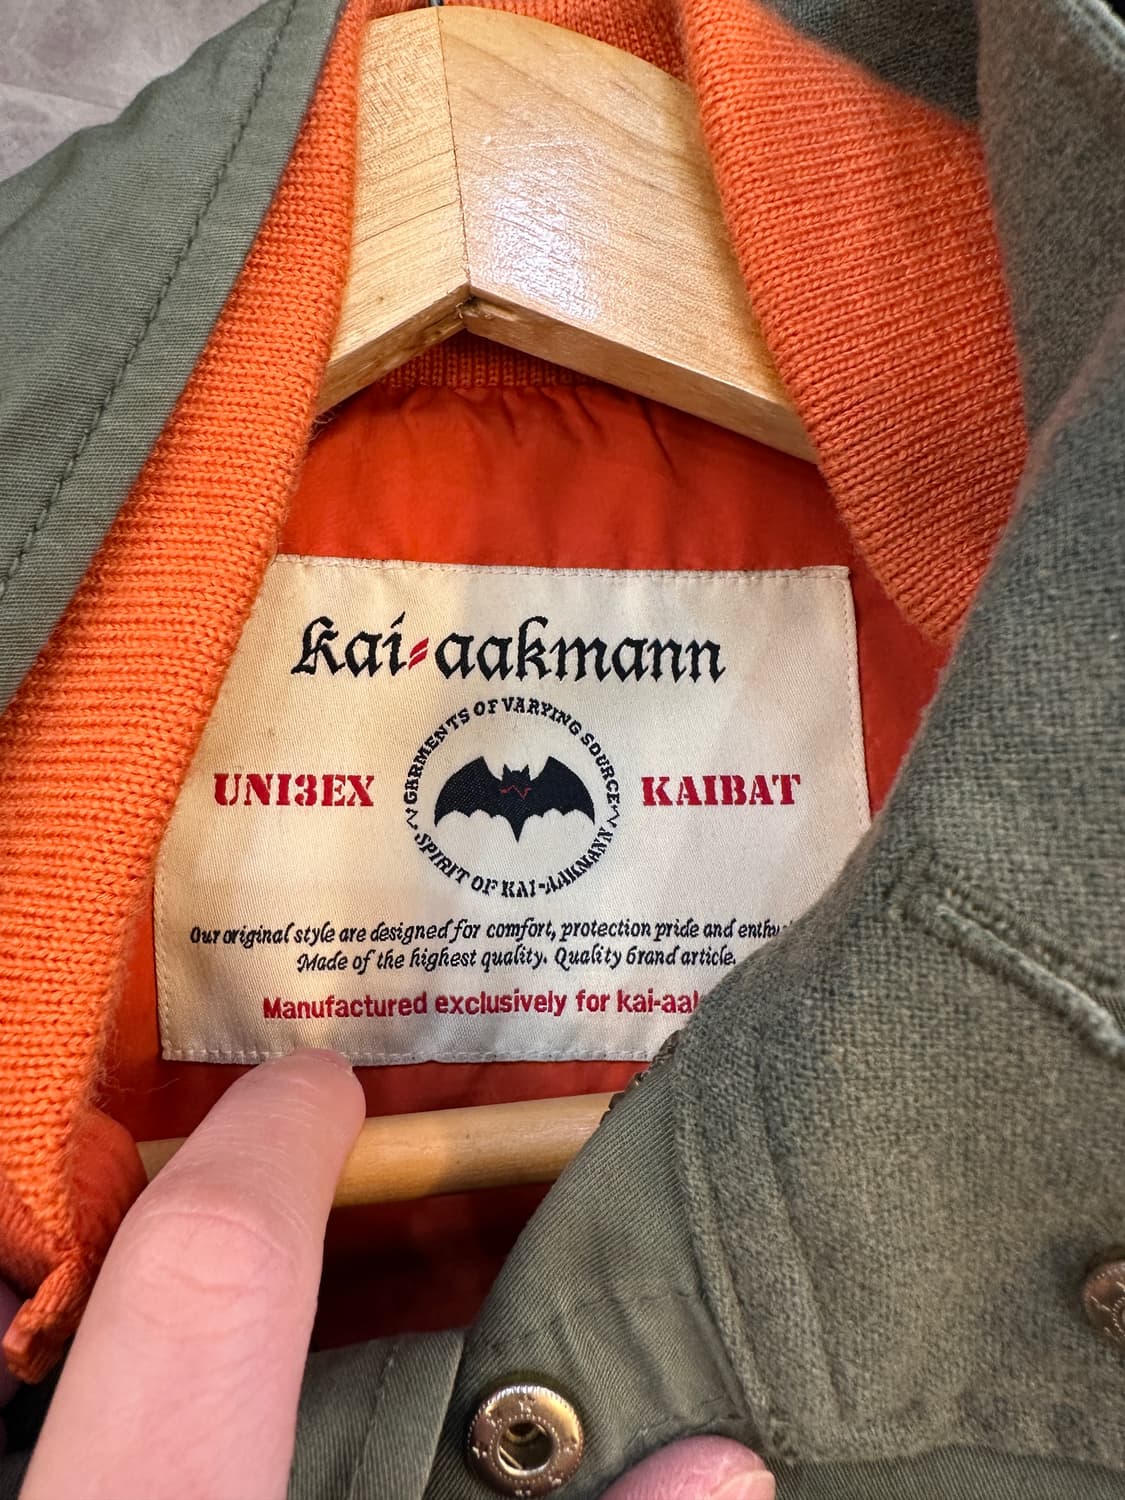 kai=aakmann
GARMENTS OF VARYING SOURCE
UNI3EX
KAIBAT
SPIRIT OF KAI-AAKMANN
Our original style are designed for comfort, protection pride and
Made of the highest quality. Quality brand article.
Manufactured exclusively for